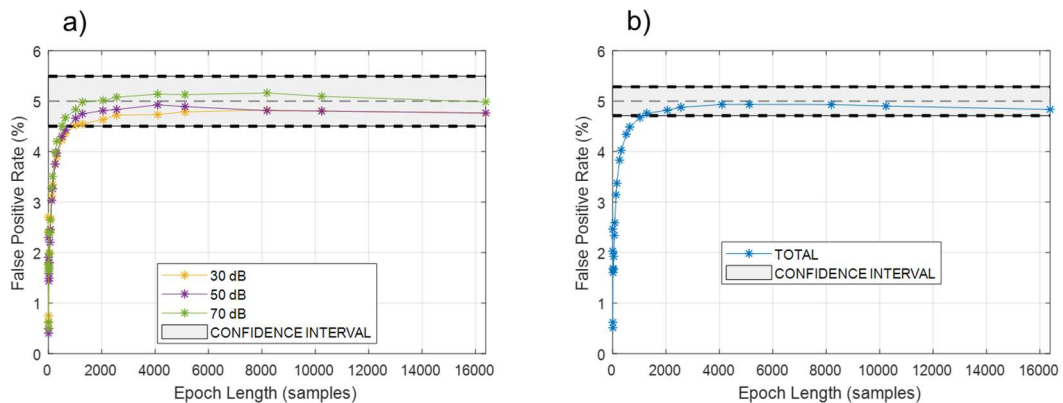 a)
6
5
4
3
2
1
0
False Positive Rate (%)
30 dB
50 dB
70 dB
CONFIDENCE INTERVAL
0 2000 4000 6000 8000 10000 12000 14000 16000
Epoch Length (samples)
b)
6
5
4
3
2
1
0
False Positive Rate (%)
TOTAL
CONFIDENCE INTERVAL
0 2000 4000 6000 8000 10000 12000 14000 16000
Epoch Length (samples)